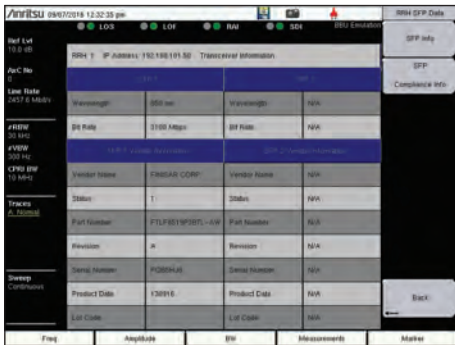 Anritsu 09/07/2016 12:32:35 pm
LOS LOF RAI SDI BBU Emulation
RRH SFP Data
SFP Info
SFP
Compliance Info
Back
Ref Lvl
10.0 dB
AxC No
0
Line Rate
2457.6 Mbit/s
#RBW
30 kHz
#VBW
300 Hz
CPRI BW
10 MHz
Traces
A: Normal
Sweep
Continuous
RRH 1 IP Address: 192.168.101.50 Transceiver Information
Wavelength 850 nm Wavelength N/A
Bit Rate 3100 Mbps Bit Rate N/A
Vendor Name FINISAR CORP. Vendor Name N/A
Status 1 Status N/A
Part Number Part Number N/A
Revision A Revision N/A
Serial Number Serial Number N/A
Product Date Product Date N/A
Lot Code Lot Code N/A
Freq Amplitude BW Measurements Marker